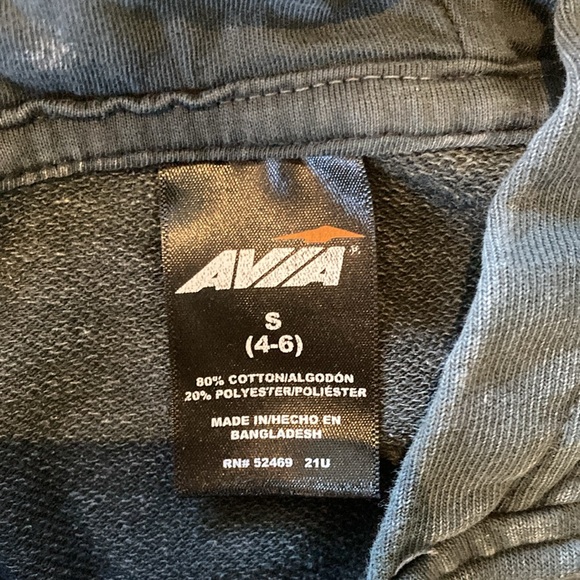 AVIA®
S
(4-6)
80% COTTON/ALGODÓN
20% POLYESTER/POLIÉSTER
MADE IN/HECHO EN
BANGLADESH
RN# 52469 21U